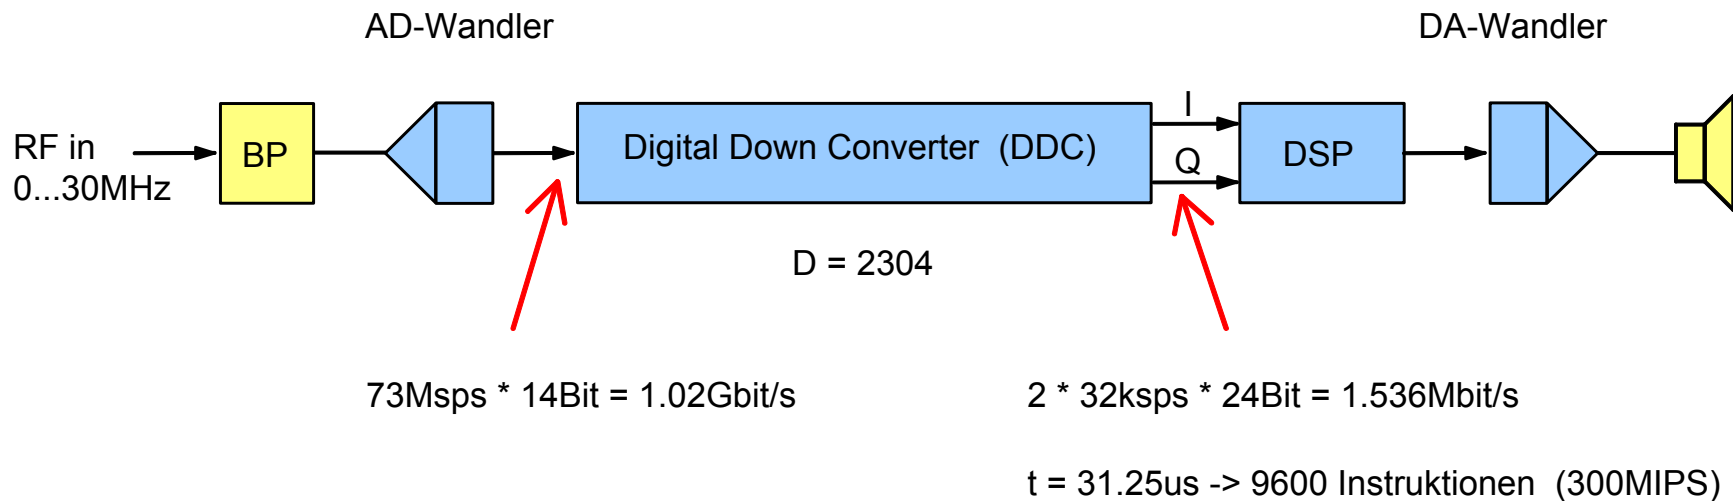 AD-Wandler
DA-Wandler
RF in
0...30MHz
BP
Digital Down Converter (DDC)
I
Q
DSP
D = 2304
73Msps * 14Bit = 1.02Gbit/s
2 * 32ksps * 24Bit = 1.536Mbit/s
t = 31.25us -> 9600 Instruktionen (300MIPS)